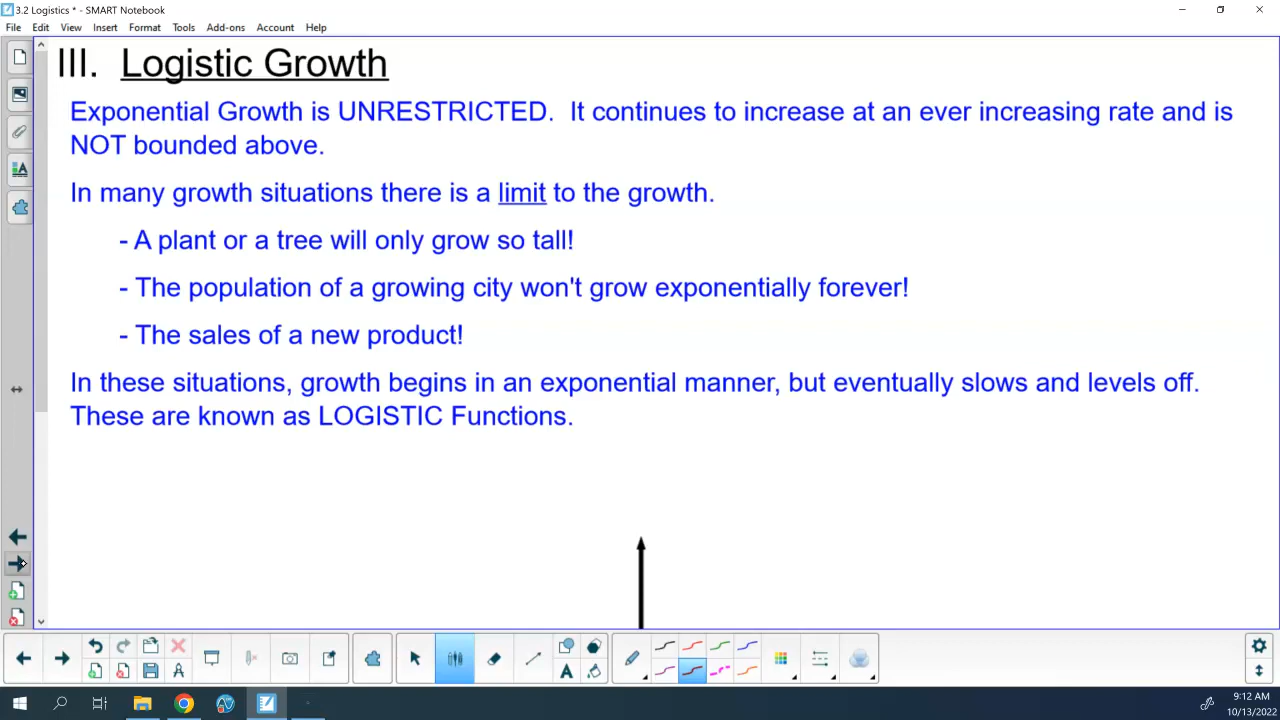 3.2 Logistics * - SMART Notebook
File Edit View Insert Format Tools Add-ons Account Help
III. Logistic Growth
Exponential Growth is UNRESTRICTED. It continues to increase at an ever increasing rate and is
NOT bounded above.
In many growth situations there is a limit to the growth.
- A plant or a tree will only grow so tall!
- The population of a growing city won't grow exponentially forever!
- The sales of a new product!
In these situations, growth begins in an exponential manner, but eventually slows and levels off.
These are known as LOGISTIC Functions.
9:12 AM
10/13/2022